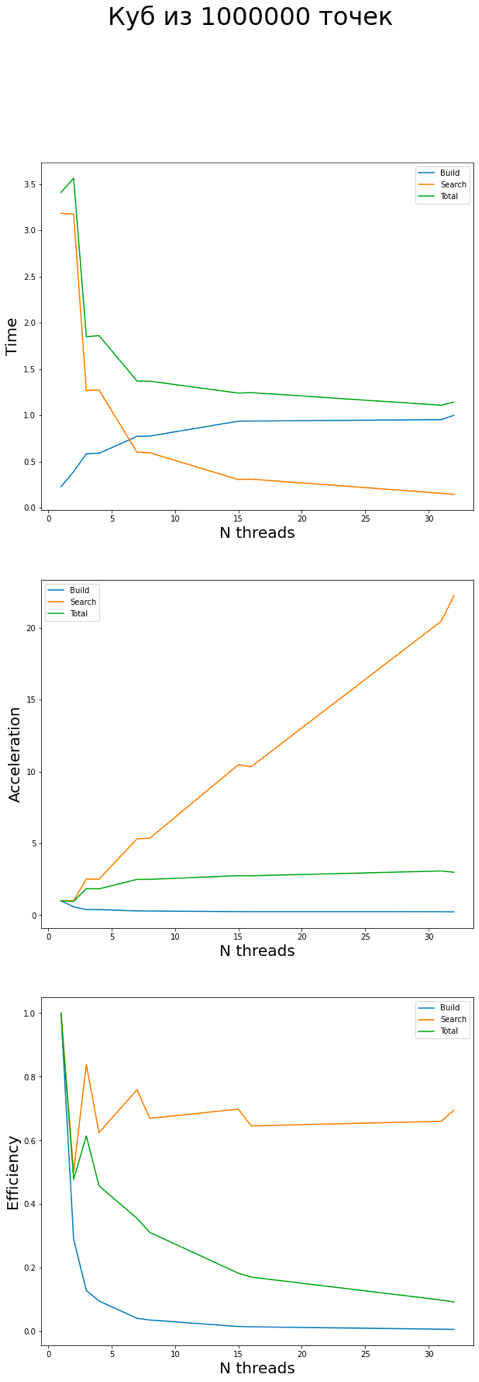 Куб из 1000000 точек
Build
Search
Total
3.5
3.0
2.5
2.0
1.5
1.0
0.5
0.0
Time
0 5 10 15 20 25 30
N threads
Build
Search
Total
20
15
10
5
0
Acceleration
0 5 10 15 20 25 30
N threads
Build
Search
Total
1.0
0.8
0.6
0.4
0.2
0.0
Efficiency
0 5 10 15 20 25 30
N threads